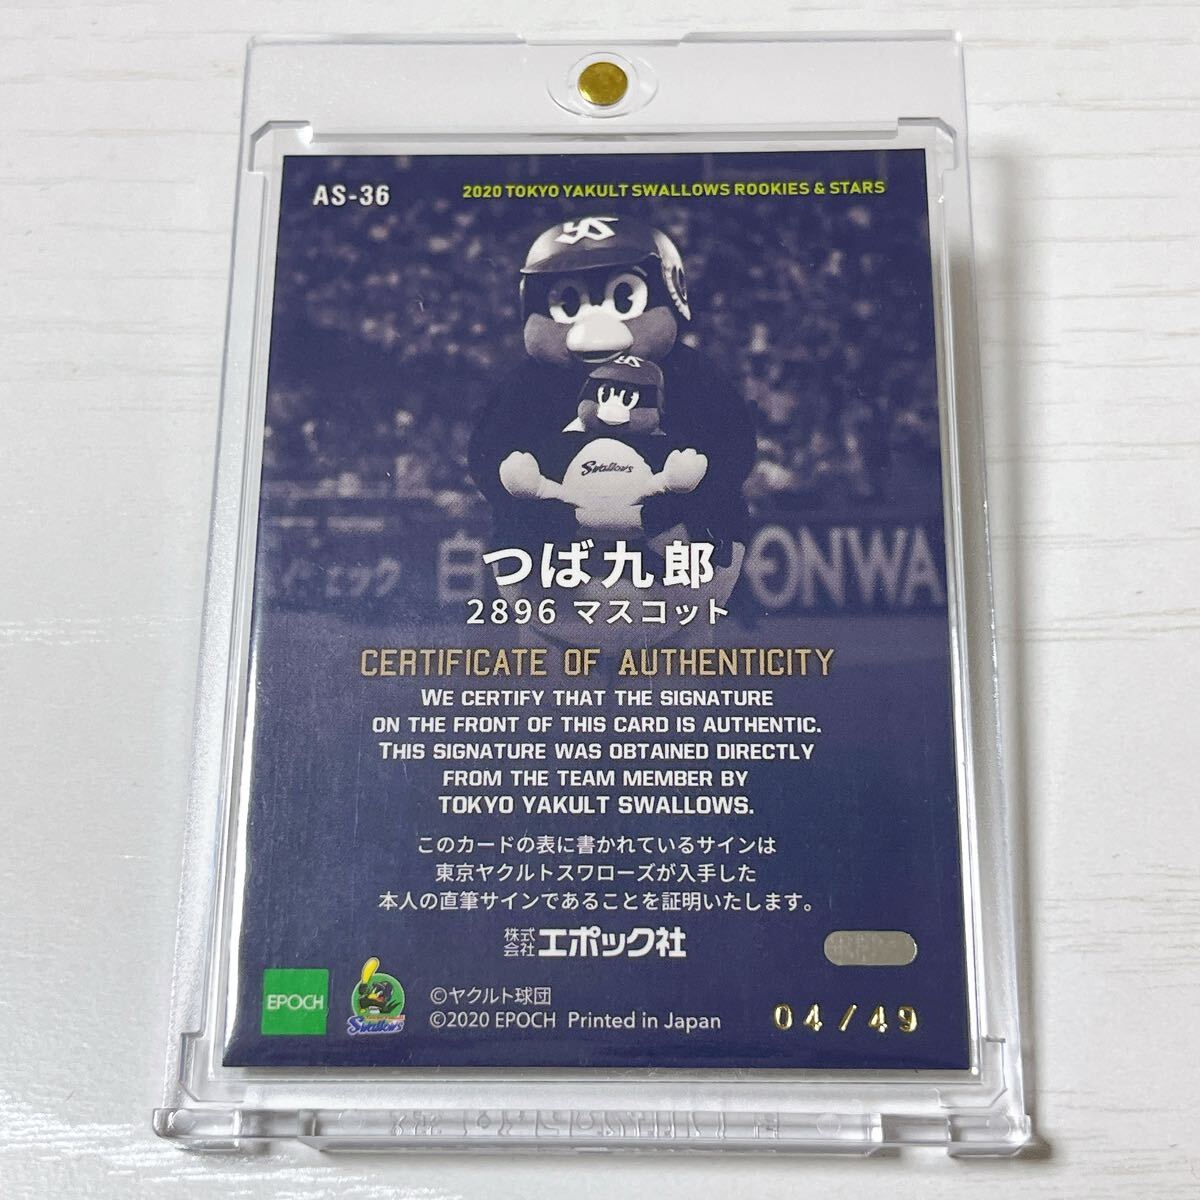 AS-36
2020 TOKYO YAKULT SWALLOWS ROOKIES & STARS
YS
YS
Swallows
つば九郎
2896 マスコット
CERTIFICATE OF AUTHENTICITY
WE CERTIFY THAT THE SIGNATURE
ON THE FRONT OF THIS CARD IS AUTHENTIC.
THIS SIGNATURE WAS OBTAINED DIRECTLY
FROM THE TEAM MEMBER BY
TOKYO YAKULT SWALLOWS.
このカードの表に書かれているサインは
東京ヤクルトスワローズが入手した
本人の直筆サインであることを証明いたします。
株式会社エポック社
EPOCH
Swallows
©ヤクルト球団
©2020 EPOCH Printed in Japan
04/49